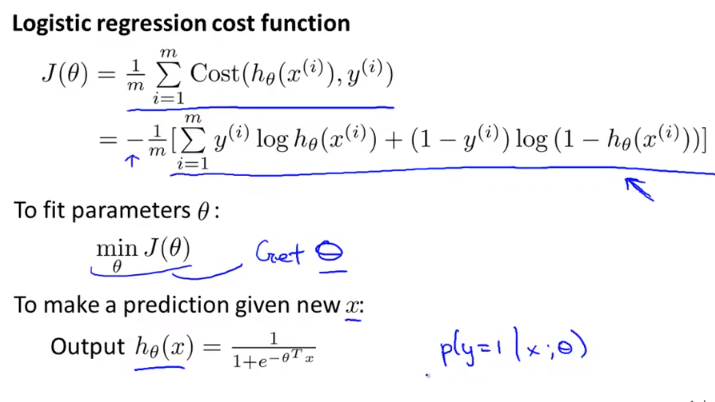 Logistic regression cost function
J(θ) = 1/m ∑_{i=1}^{m} Cost(h_θ(x^{(i)}), y^{(i)})
= −1/m [∑_{i=1}^{m} y^{(i)} log h_θ(x^{(i)}) + (1 − y^{(i)}) log (1 − h_θ(x^{(i)}))]
To fit parameters θ:
min_θ J(θ) Get θ
To make a prediction given new x:
Output h_θ(x) = 1/(1+e^{−θ^T x}) p(y=1|x;θ)